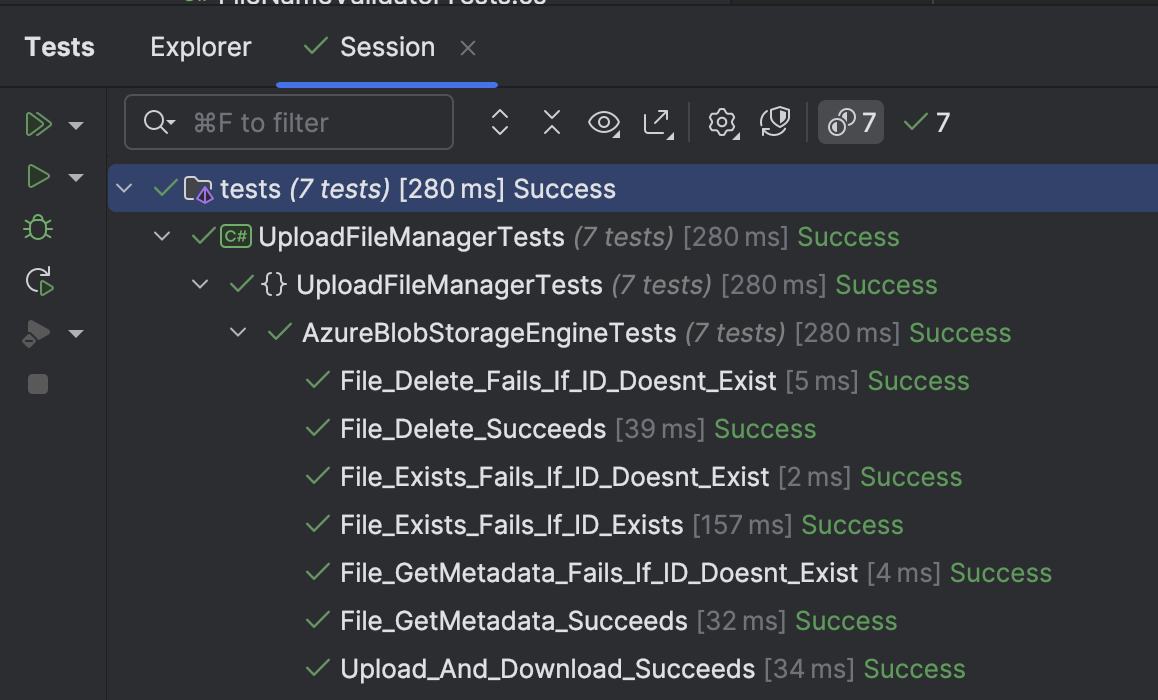 FileNameValidatorTests.cs
Tests Explorer Session
⌘F to filter 7 7
tests (7 tests) [280 ms] Success
C# UploadFileManagerTests (7 tests) [280 ms] Success
{} UploadFileManagerTests (7 tests) [280 ms] Success
AzureBlobStorageEngineTests (7 tests) [280 ms] Success
File_Delete_Fails_If_ID_Doesnt_Exist [5 ms] Success
File_Delete_Succeeds [39 ms] Success
File_Exists_Fails_If_ID_Doesnt_Exist [2 ms] Success
File_Exists_Fails_If_ID_Exists [157 ms] Success
File_GetMetadata_Fails_If_ID_Doesnt_Exist [4 ms] Success
File_GetMetadata_Succeeds [32 ms] Success
Upload_And_Download_Succeeds [34 ms] Success